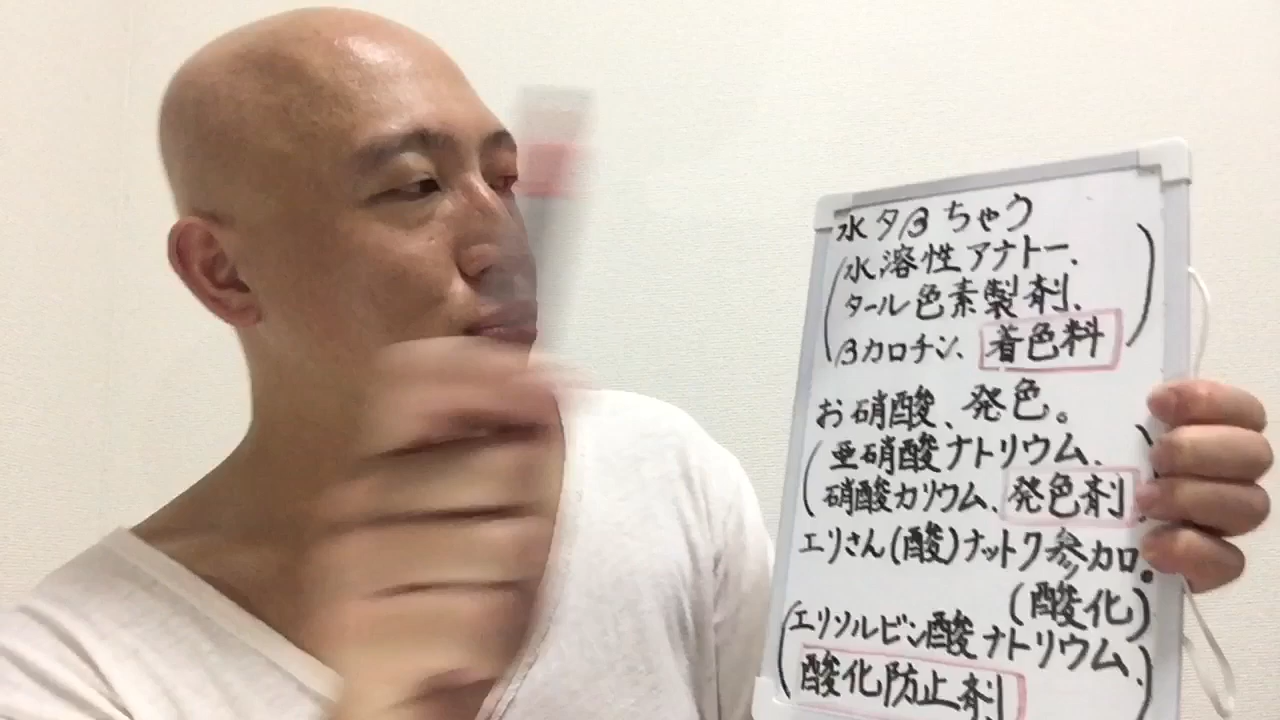 水タβちゃう
(水溶性アナトー、
タール色素製剤、
βカロチン、着色料)
お硝酸、発色。
(亜硝酸ナトリウム、
硝酸カリウム、発色剤)
エリさん(酸)ナットク参カロ。
(酸化)
(エリソルビン酸ナトリウム、
酸化防止剤)